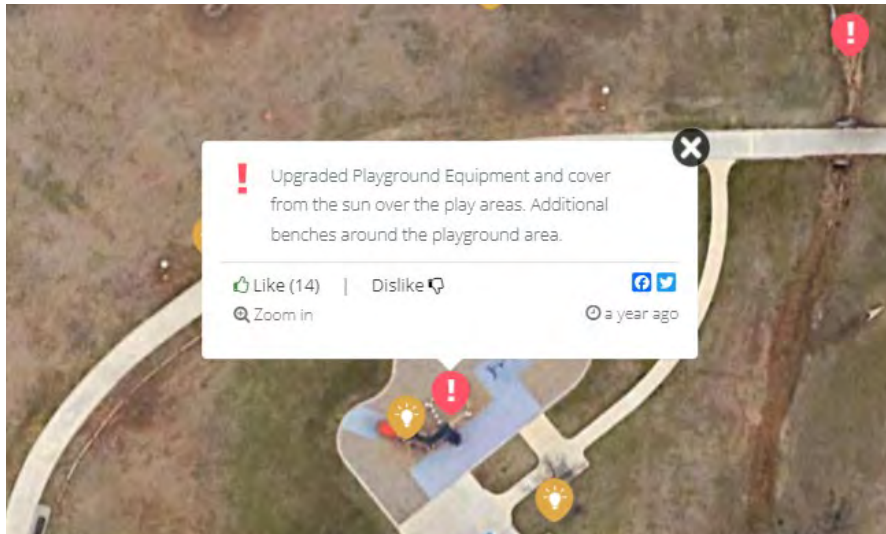 Upgraded Playground Equipment and cover
from the sun over the play areas. Additional
benches around the playground area.
Like (14) | Dislike
Zoom in
a year ago